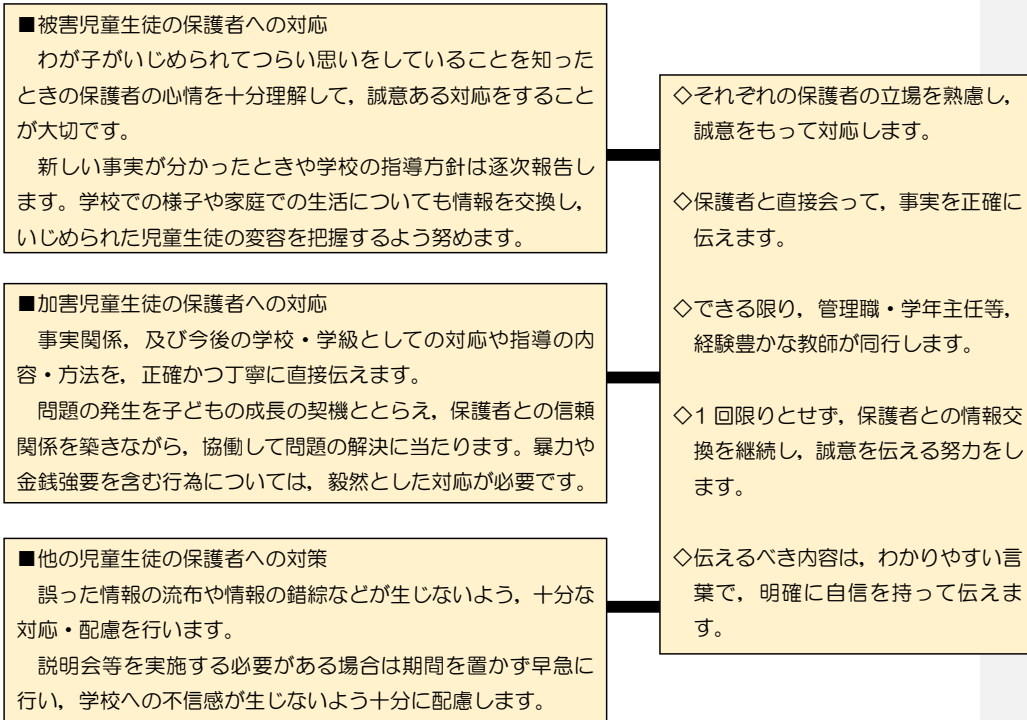 ■被害児童生徒の保護者への対応
わが子がいじめられてつらい思いをしていることを知った
ときの保護者の心情を十分理解して，誠意ある対応をすること
が大切です。
新しい事実が分かったときや学校の指導方針は逐次報告し
ます。学校での様子や家庭での生活についても情報を交換し，
いじめられた児童生徒の変容を把握するよう努めます。
■加害児童生徒の保護者への対応
事実関係，及び今後の学校・学級としての対応や指導の内
容・方法を，正確かつ丁寧に直接伝えます。
問題の発生を子どもの成長の契機ととらえ，保護者との信頼
関係を築きながら，協働して問題の解決に当たります。暴力や
金銭強要を含む行為については，毅然とした対応が必要です。
■他の児童生徒の保護者への対策
誤った情報の流布や情報の錯綜などが生じないよう，十分な
対応・配慮を行います。
説明会等を実施する必要がある場合は期間を置かず早急に
行い，学校への不信感が生じないよう十分に配慮します。
◇それぞれの保護者の立場を熟慮し，
誠意をもって対応します。
◇保護者と直接会って，事実を正確に
伝えます。
◇できる限り，管理職・学年主任等，
経験豊かな教師が同行します。
◇1 回限りとせず，保護者との情報交
換を継続し，誠意を伝える努力をし
ます。
◇伝えるべき内容は，わかりやすい言
葉で，明確に自信を持って伝えま
す。